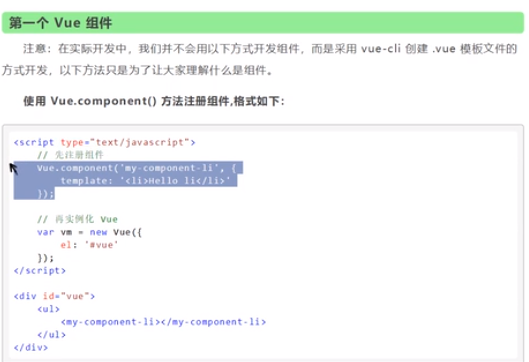 第一个 Vue 组件
注意：在实际开发中，我们并不会用以下方式开发组件，而是采用 vue-cli 创建 .vue 模板文件的
方式开发，以下方法只是为了让大家理解什么是组件。
使用 Vue.component() 方法注册组件,格式如下：
<script type="text/javascript">
// 先注册组件
Vue.component('my-component-li', {
template: '<li>Hello li</li>'
});
// 再实例化 Vue
var vm = new Vue({
el: '#vue'
});
</script>
<div id="vue">
<ul>
<my-component-li></my-component-li>
</ul>
</div>